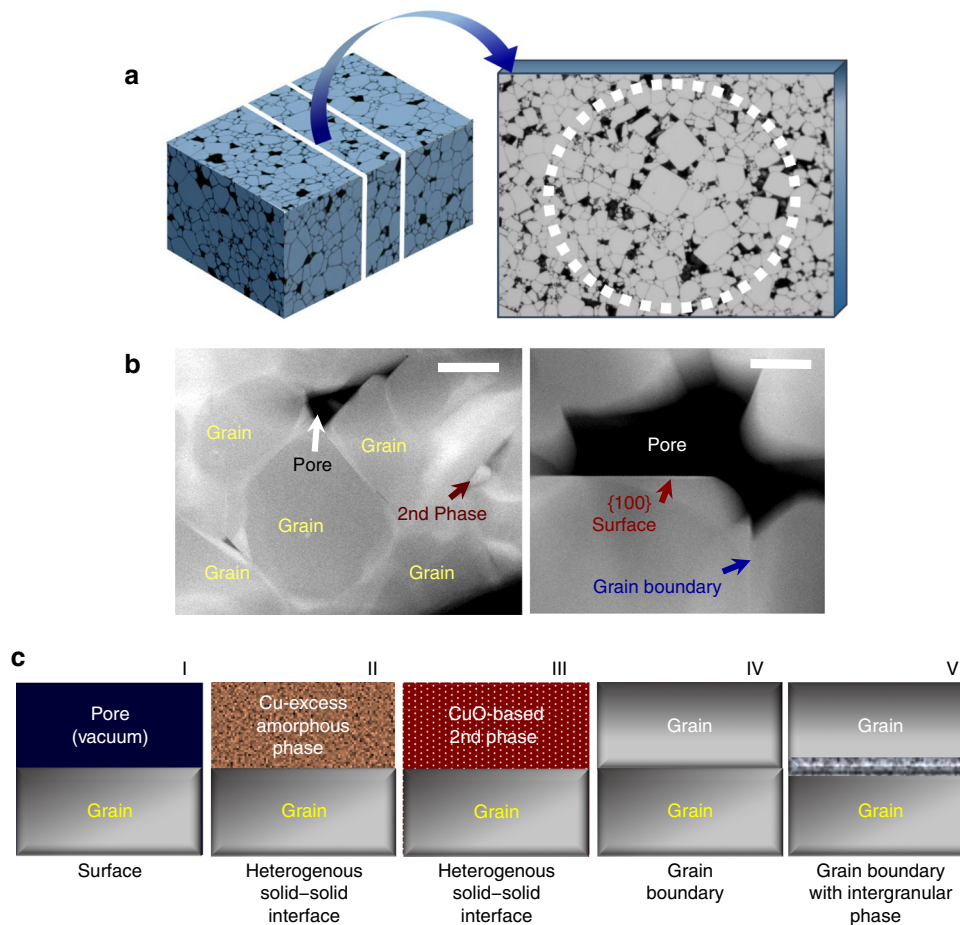 a
b
Grain
Grain
Pore
2nd Phase
Grain
Grain
Grain
Pore
{100}
Surface
Grain boundary
c
I
II
III
IV
V
Pore
(vacuum)
Cu-excess
amorphous
phase
CuO-based
2nd phase
Grain
Grain
Grain
Grain
Grain
Grain
Grain
Surface
Heterogenous
solid–solid
interface
Heterogenous
solid–solid
interface
Grain
boundary
Grain boundary
with intergranular
phase